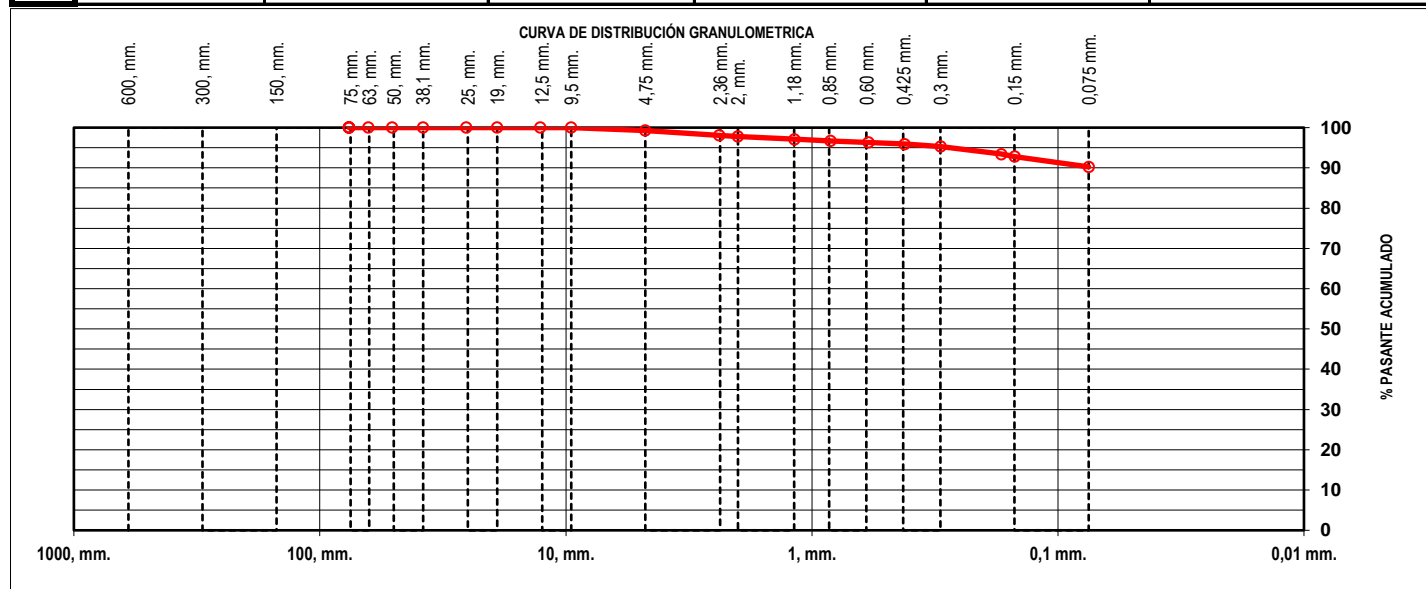 CURVA DE DISTRIBUCIÓN GRANULOMETRICA
600, mm.
300, mm.
150, mm.
75, mm.
63, mm.
50, mm.
38,1 mm.
25, mm.
19, mm.
12,5 mm.
9,5 mm.
4,75 mm.
2,36 mm.
2, mm.
1,18 mm.
0,85 mm.
0,60 mm.
0,425 mm.
0,3 mm.
0,15 mm.
0,075 mm.
100
90
80
70
60
50
40
30
20
10
0
% PASANTE ACUMULADO
1000, mm.
100, mm.
10, mm.
1, mm.
0,1 mm.
0,01 mm.